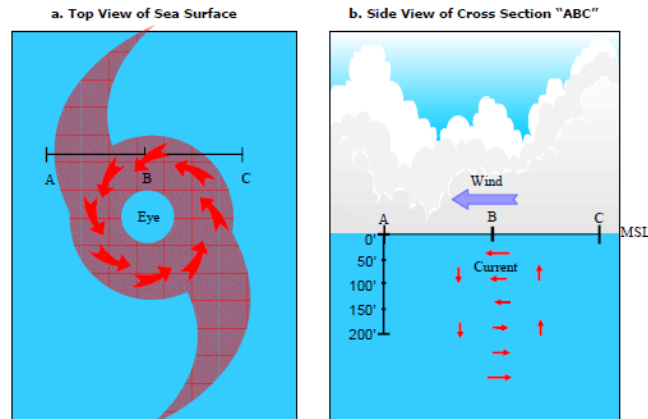 a. Top View of Sea Surface
A
B
C
Eye
b. Side View of Cross Section “ABC”
Wind
A
B
C
MSL
0'
50'
Current
100'
150'
200'